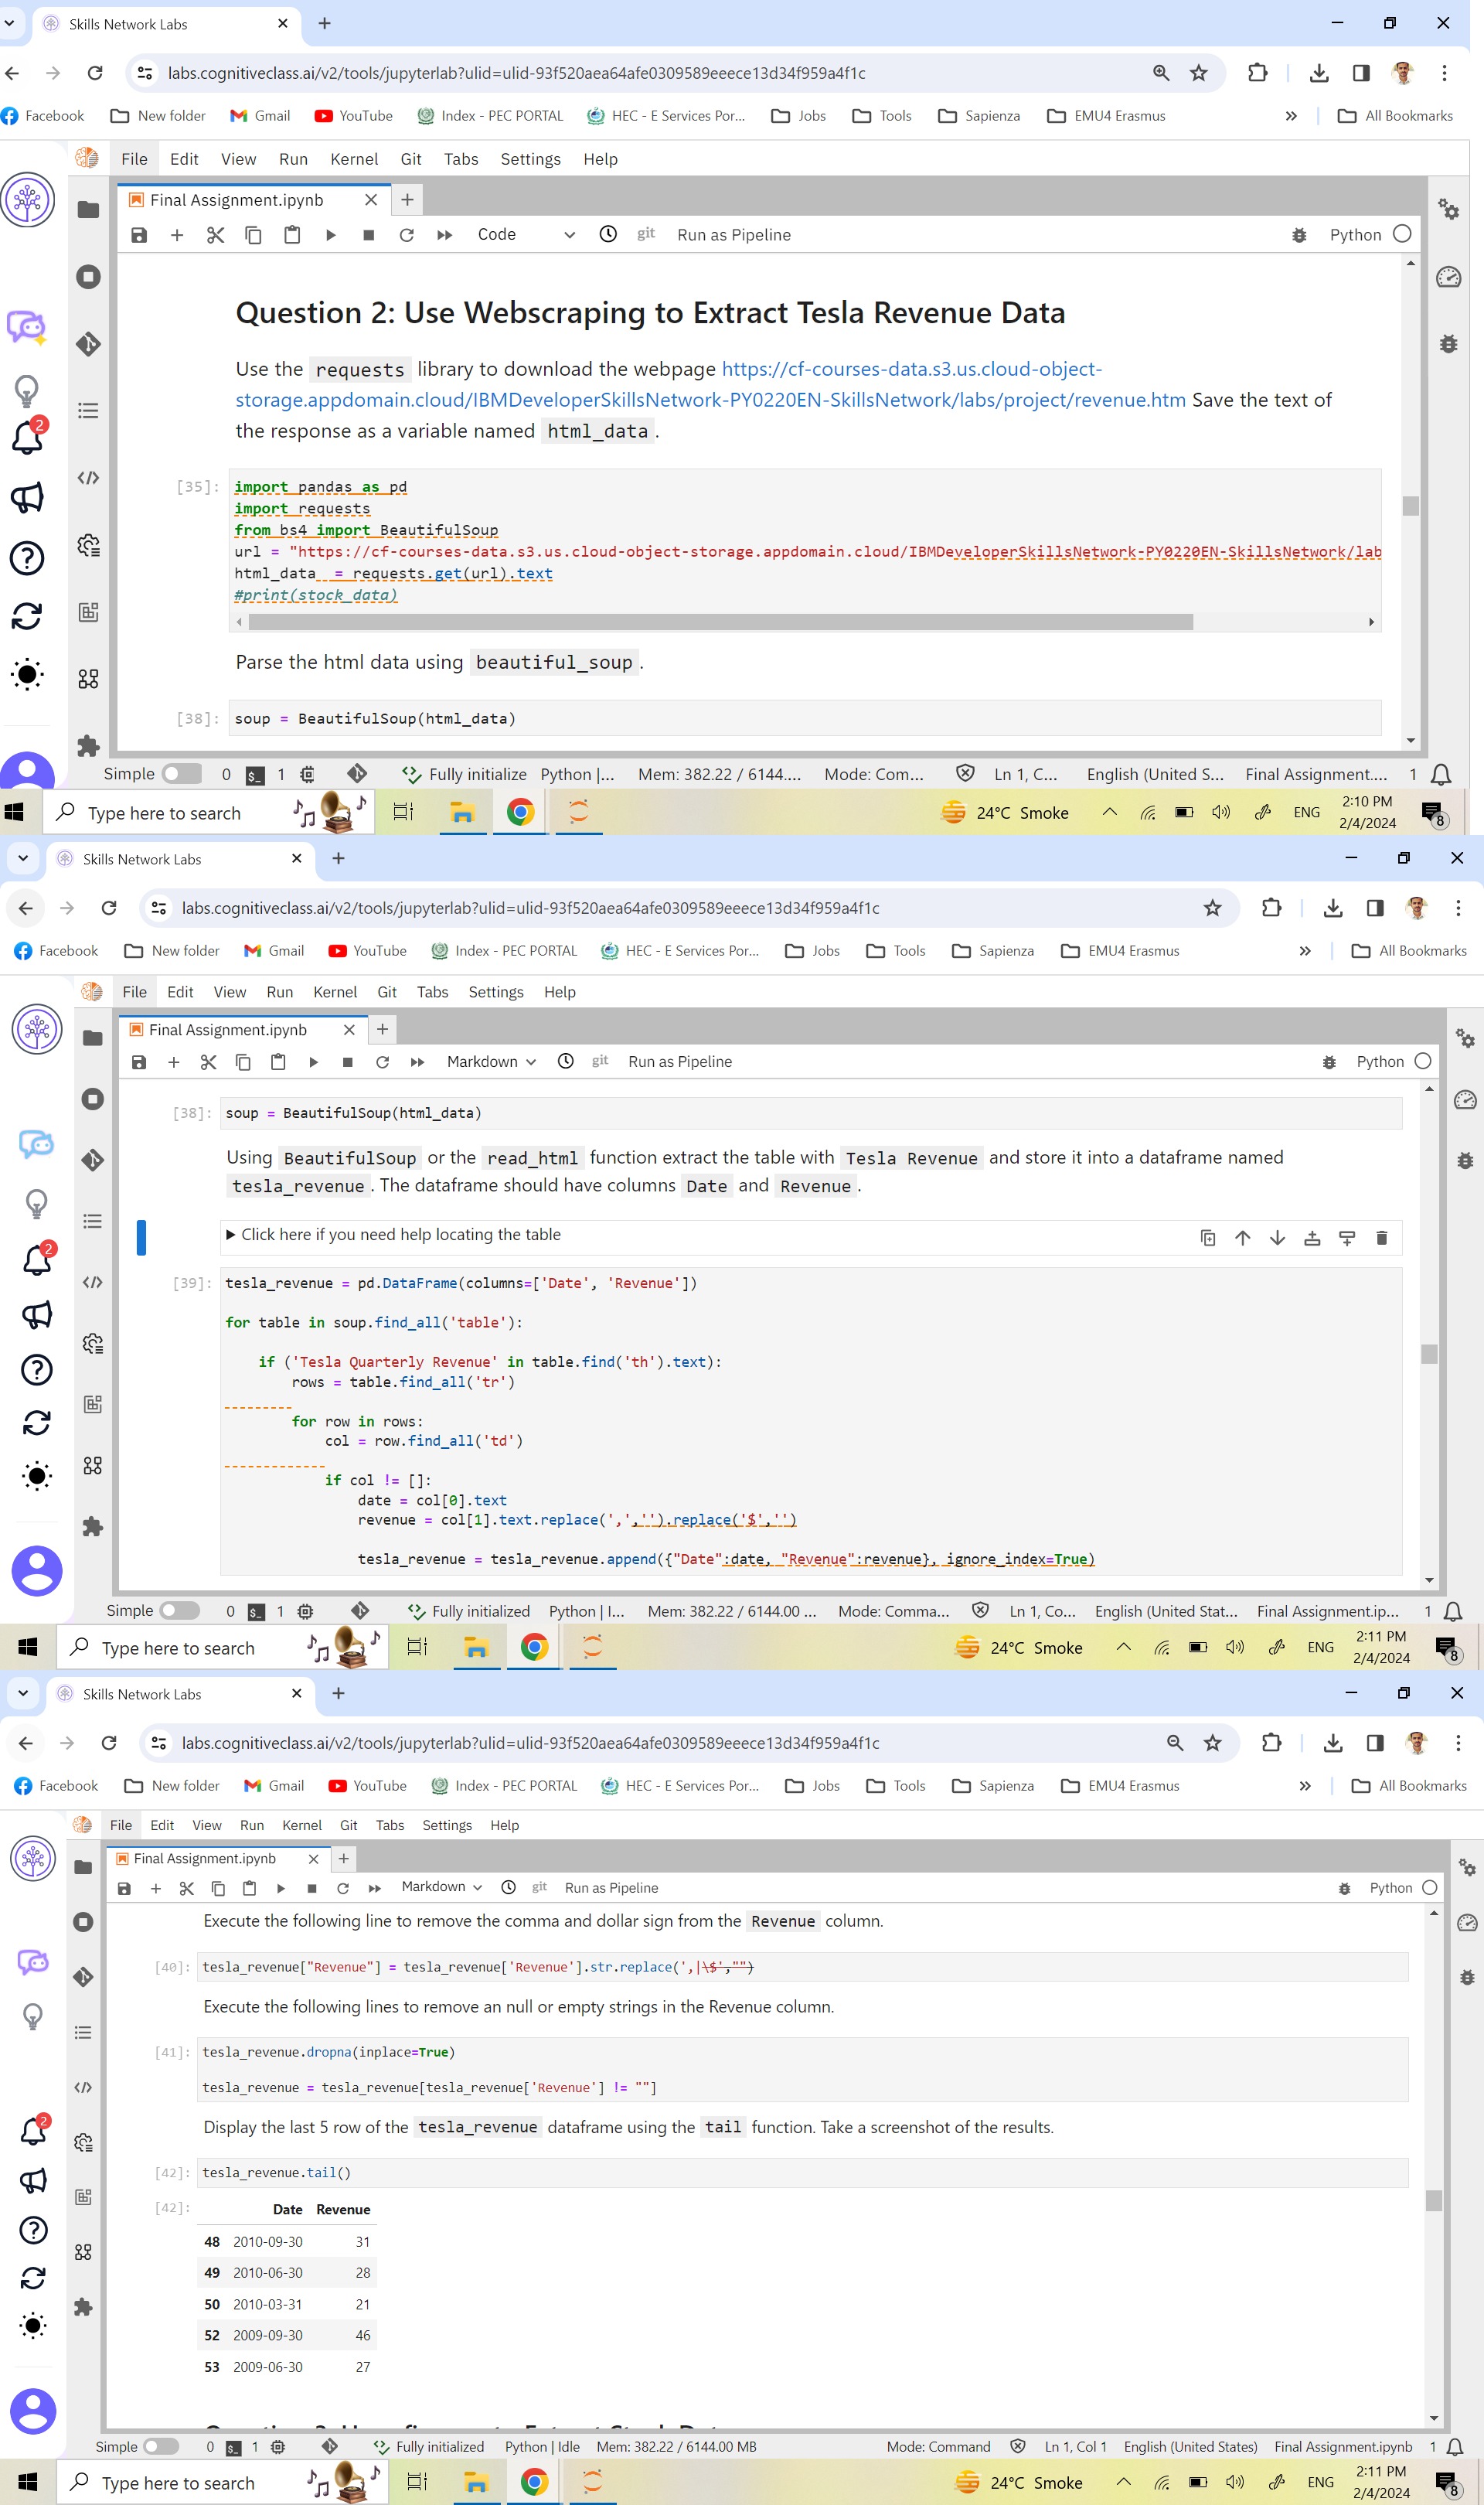 Skills Network Labs
labs.cognitiveclass.ai/v2/tools/jupyterlab?ulid=ulid-93f520aea64afe0309589eeece13d34f959a4f1c
Facebook New folder Gmail YouTube Index - PEC PORTAL HEC - E Services Por... Jobs Tools Sapienza EMU4 Erasmus » All Bookmarks
File Edit View Run Kernel Git Tabs Settings Help
Final Assignment.ipynb
Code git Run as Pipeline Python
Question 2: Use Webscraping to Extract Tesla Revenue Data
Use the requests library to download the webpage https://cf-courses-data.s3.us.cloud-object-
storage.appdomain.cloud/IBMDeveloperSkillsNetwork-PY0220EN-SkillsNetwork/labs/project/revenue.htm Save the text of
the response as a variable named html_data .
2
[35]: import pandas as pd
import requests
from bs4 import BeautifulSoup
url = "https://cf-courses-data.s3.us.cloud-object-storage.appdomain.cloud/IBMDeveloperSkillsNetwork-PY0220EN-SkillsNetwork/lab
html_data  = requests.get(url).text
#print(stock_data)
Parse the html data using beautiful_soup .
[38]: soup = BeautifulSoup(html_data)
Simple 0 1 Fully initialize Python |... Mem: 382.22 / 6144.... Mode: Com... Ln 1, C... English (United S... Final Assignment.... 1
Type here to search 24°C Smoke ENG 2:10 PM
2/4/2024 8
Skills Network Labs
labs.cognitiveclass.ai/v2/tools/jupyterlab?ulid=ulid-93f520aea64afe0309589eeece13d34f959a4f1c
Facebook New folder Gmail YouTube Index - PEC PORTAL HEC - E Services Por... Jobs Tools Sapienza EMU4 Erasmus » All Bookmarks
File Edit View Run Kernel Git Tabs Settings Help
Final Assignment.ipynb
Markdown git Run as Pipeline Python
[38]: soup = BeautifulSoup(html_data)
Using BeautifulSoup or the read_html function extract the table with Tesla Revenue and store it into a dataframe named
tesla_revenue . The dataframe should have columns Date and Revenue .
Click here if you need help locating the table
2
[39]: tesla_revenue = pd.DataFrame(columns=['Date', 'Revenue'])
for table in soup.find_all('table'):
if ('Tesla Quarterly Revenue' in table.find('th').text):
rows = table.find_all('tr')
for row in rows:
col = row.find_all('td')
if col != []:
date = col[0].text
revenue = col[1].text.replace(',','').replace('$','')
tesla_revenue = tesla_revenue.append({"Date":date, "Revenue":revenue}, ignore_index=True)
Simple 0 1 Fully initialized Python | I... Mem: 382.22 / 6144.00 ... Mode: Comma... Ln 1, Co... English (United Stat... Final Assignment.ip... 1
Type here to search 24°C Smoke ENG 2:11 PM
2/4/2024 8
Skills Network Labs
labs.cognitiveclass.ai/v2/tools/jupyterlab?ulid=ulid-93f520aea64afe0309589eeece13d34f959a4f1c
Facebook New folder Gmail YouTube Index - PEC PORTAL HEC - E Services Por... Jobs Tools Sapienza EMU4 Erasmus » All Bookmarks
File Edit View Run Kernel Git Tabs Settings Help
Final Assignment.ipynb
Markdown git Run as Pipeline Python
Execute the following line to remove the comma and dollar sign from the Revenue column.
[40]: tesla_revenue["Revenue"] = tesla_revenue['Revenue'].str.replace(',|\$',"")
Execute the following lines to remove an null or empty strings in the Revenue column.
[41]: tesla_revenue.dropna(inplace=True)
tesla_revenue = tesla_revenue[tesla_revenue['Revenue'] != ""]
Display the last 5 row of the tesla_revenue dataframe using the tail function. Take a screenshot of the results.
2
[42]: tesla_revenue.tail()
[42]: Date Revenue
48 2010-09-30 31
49 2010-06-30 28
50 2010-03-31 21
52 2009-09-30 46
53 2009-06-30 27
Simple 0 1 Fully initialized Python | Idle Mem: 382.22 / 6144.00 MB Mode: Command Ln 1, Col 1 English (United States) Final Assignment.ipynb 1
Type here to search 24°C Smoke ENG 2:11 PM
2/4/2024 8